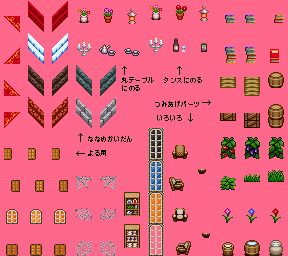 ↑
丸テーブル
にのる
↑
タンスにのる
つみあげパーツ→
いろいろ↓
↑
ななめかいだん
←よる用